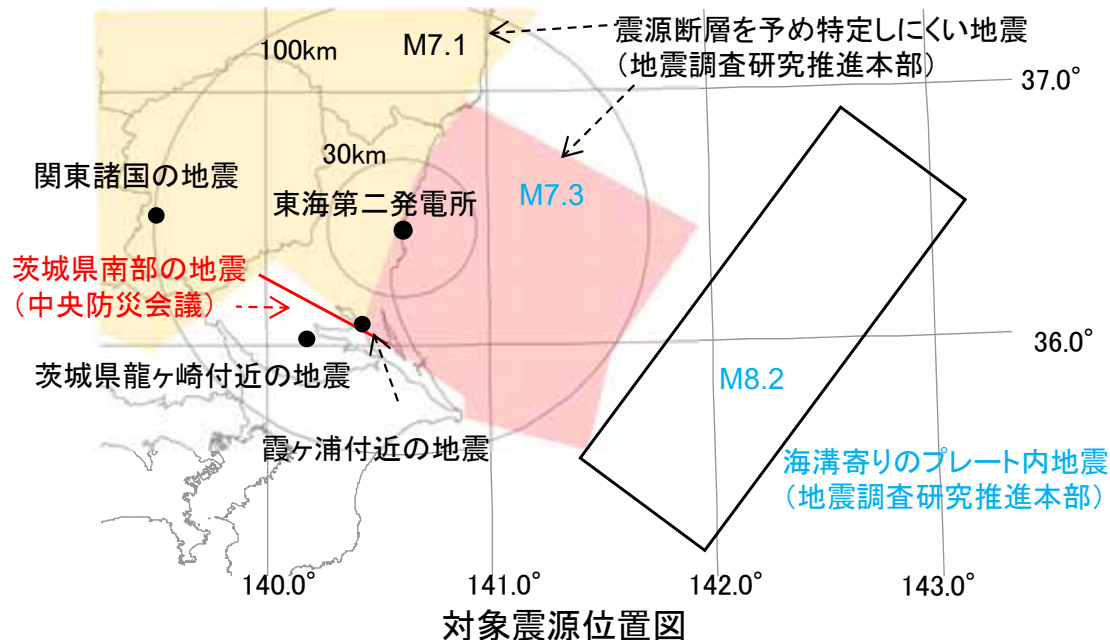 100km
M7.1
震源断層を予め特定しにくい地震
（地震調査研究推進本部）
37.0°
30km
関東諸国の地震
東海第二発電所
M7.3
茨城県南部の地震
（中央防災会議）
36.0°
茨城県龍ヶ崎付近の地震
M8.2
霞ヶ浦付近の地震
海溝寄りのプレート内地震
（地震調査研究推進本部）
140.0°
141.0°
142.0°
143.0°
対象震源位置図